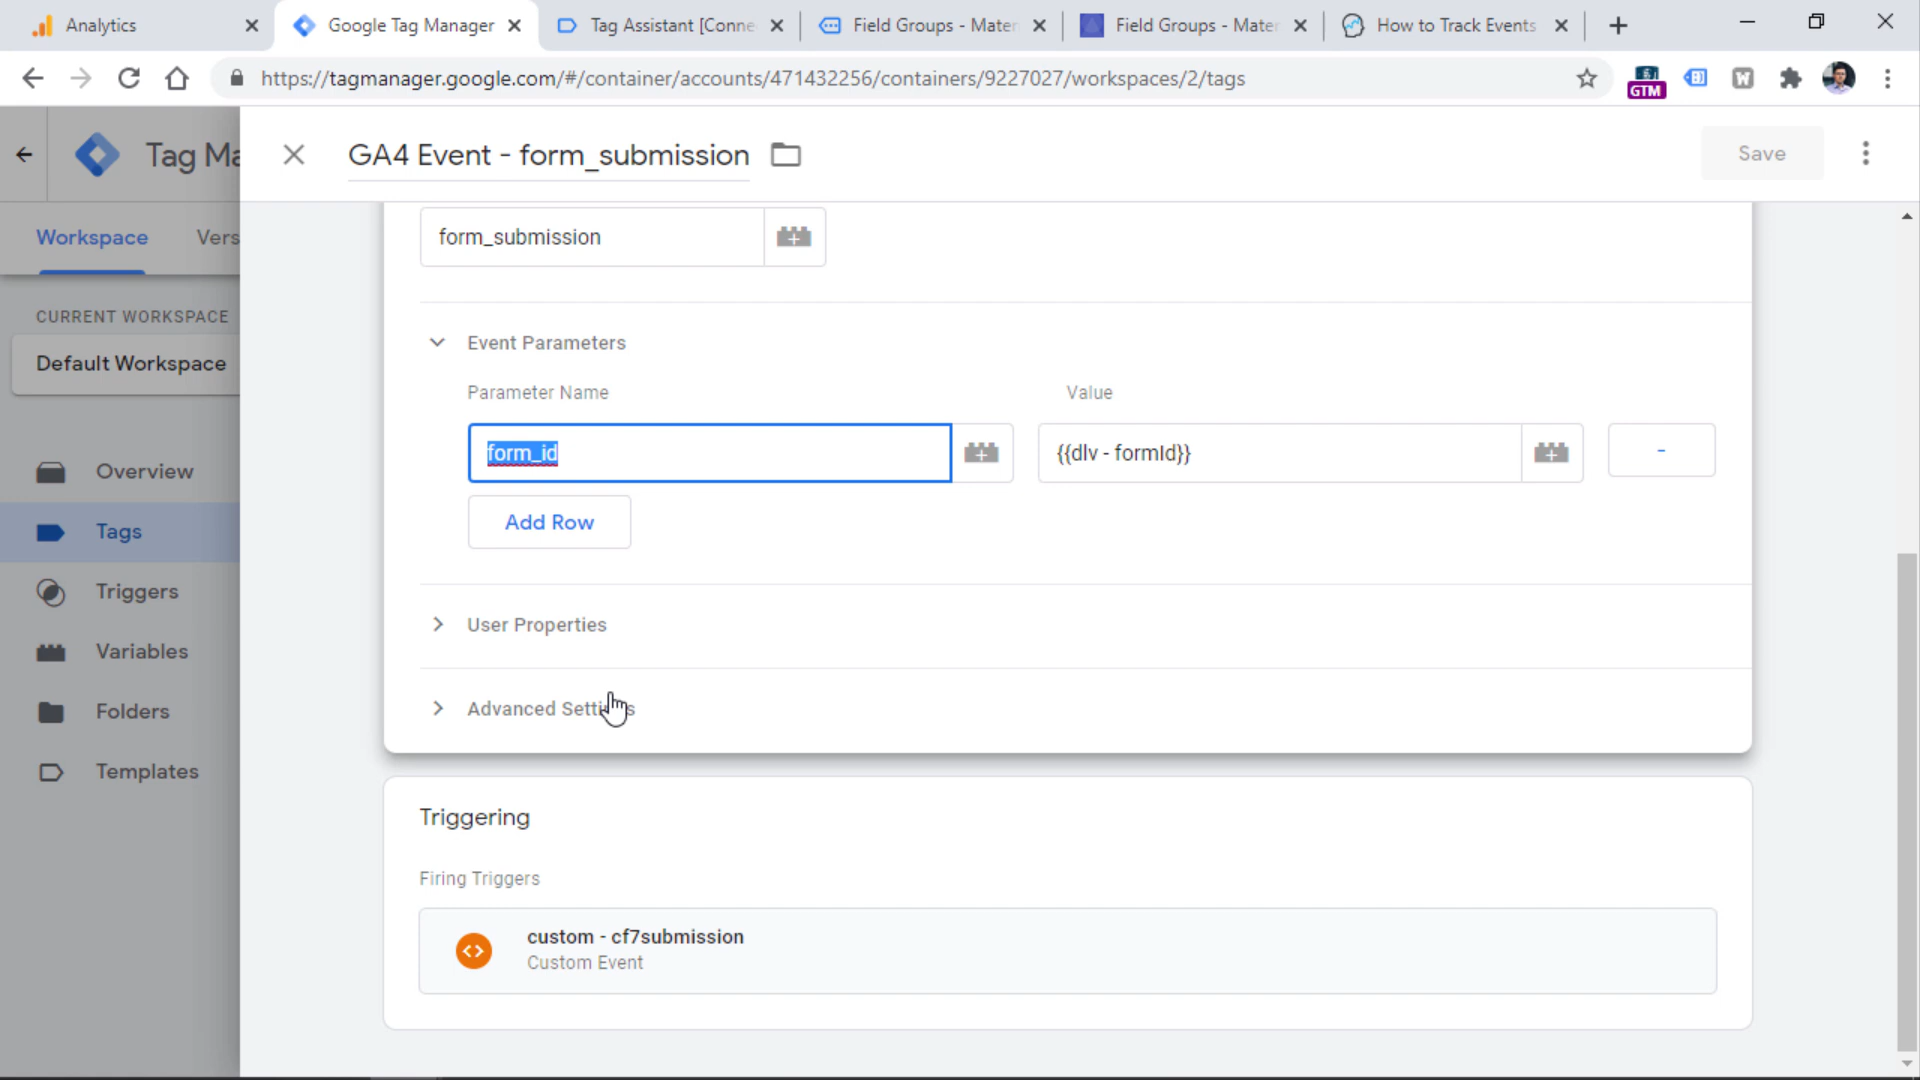 Analytics
Google Tag Manager
Tag Assistant [Conne
Field Groups - Mater
Field Groups - Mater
How to Track Events
https://tagmanager.google.com/#/container/accounts/471432256/containers/9227027/workspaces/2/tags
GTM
W
Tag Ma
GA4 Event - form_submission
Save
Workspace
Vers
CURRENT WORKSPACE
Default Workspace
Overview
Tags
Triggers
Variables
Folders
Templates
form_submission
Event Parameters
Parameter Name
Value
form_id
{{dlv - formId}}
-
Add Row
User Properties
Advanced Settings
Triggering
Firing Triggers
custom - cf7submission
Custom Event